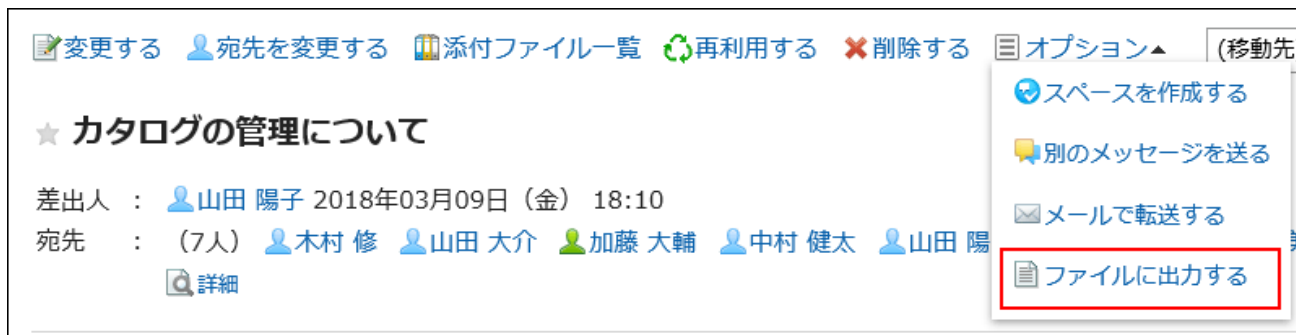 変更する 宛先を変更する 添付ファイル一覧 再利用する 削除する オプション▲ (移動先
スペースを作成する
カタログの管理について
別のメッセージを送る
差出人 : 山田 陽子 2018年03月09日(金) 18:10
メールで転送する
宛先 : (7人) 木村 修 山田 大介 加藤 大輔 中村 健太 山田 陽
ファイルに出力する
詳細